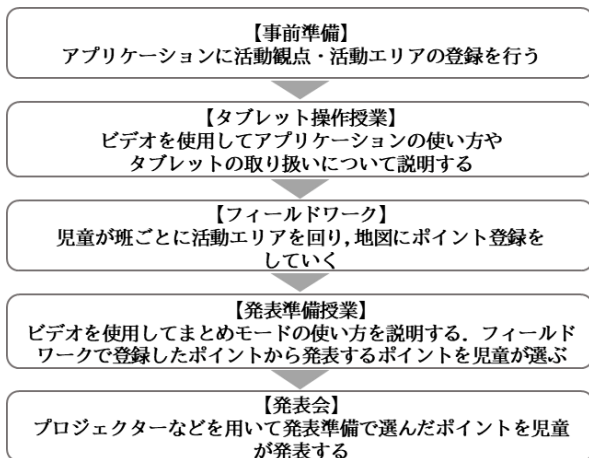 【事前準備】
アプリケーションに活動観点・活動エリアの登録を行う
【タブレット操作授業】
ビデオを使用してアプリケーションの使い方や
タブレットの取り扱いについて説明する
【フィールドワーク】
児童が班ごとに活動エリアを回り,地図にポイント登録を
していく
【発表準備授業】
ビデオを使用してまとめモードの使い方を説明する．フィールド
ワークで登録したポイントから発表するポイントを児童が選ぶ
【発表会】
プロジェクターなどを用いて発表準備で選んだポイントを児童
が発表する